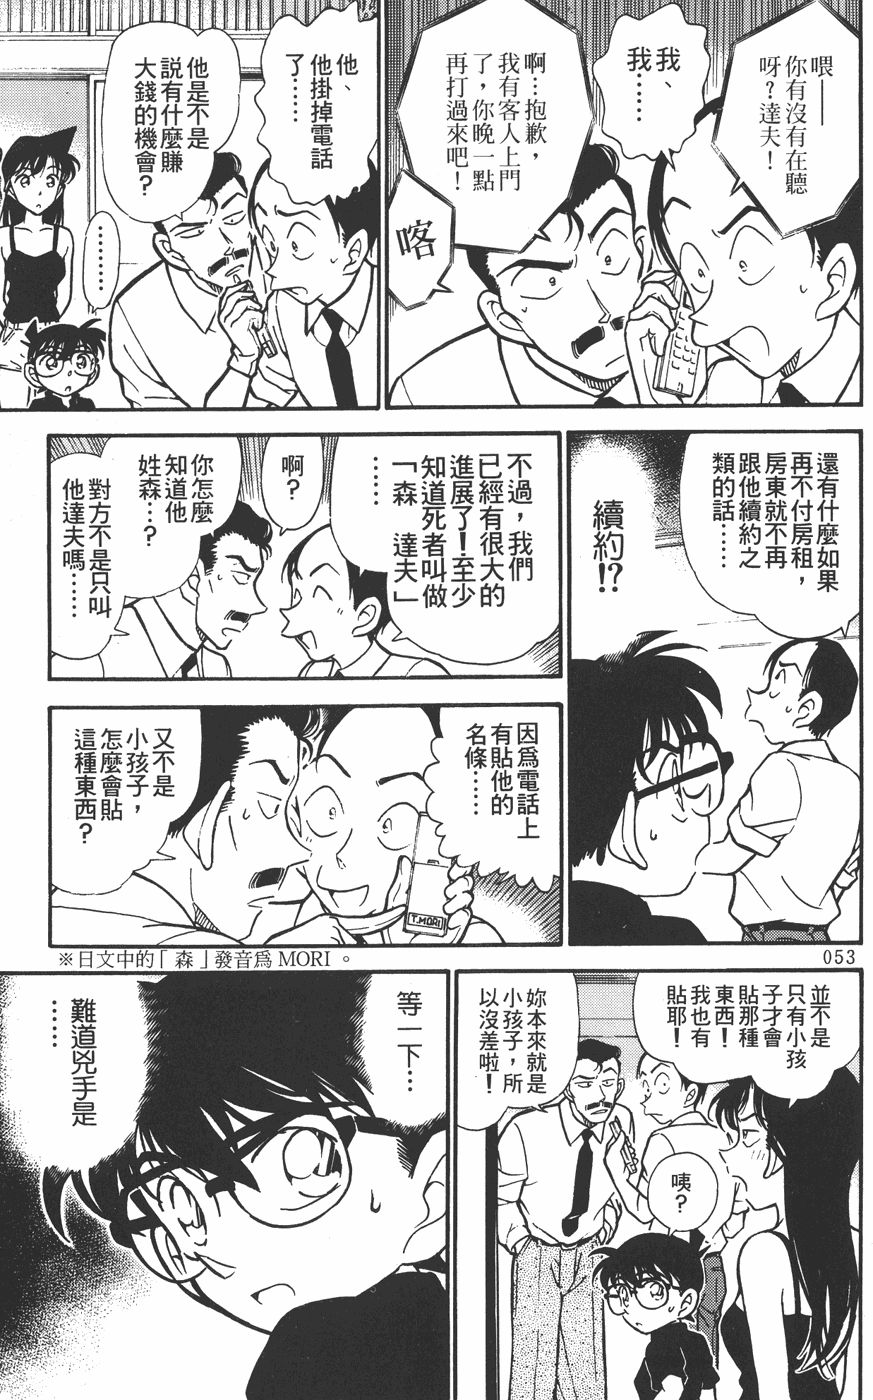 喂——
你有沒有在聽
呀？達夫！
我、
我…
啊…抱歉，
我有客人上門
了，你晚一點
再打過來吧！
喀
他、
他掛掉電話
了……
他是不是
說有什麼賺
大錢的機會？
……
還有什麼如果
再不付房租，
房東就不再
跟他續約之
類的話……
續約!?
不過，我們
已經有很大的
進展了！至少
知道死者叫做
「森　達夫」
……
啊？
你怎麼
知道他
姓森…？
對方不是只叫
他達夫嗎……
因為電話上
有貼他的
名條……
T.MORI
又不是
小孩子，
怎麼會貼
這種東西？
※日文中的「森」發音為 MORI 。
053
並不是
只有小孩
子才會
貼那種
東西！
我也有
貼耶！
妳本來就是
小孩子，所
以沒差啦！
咦？
等一下…
難道兇手是
……